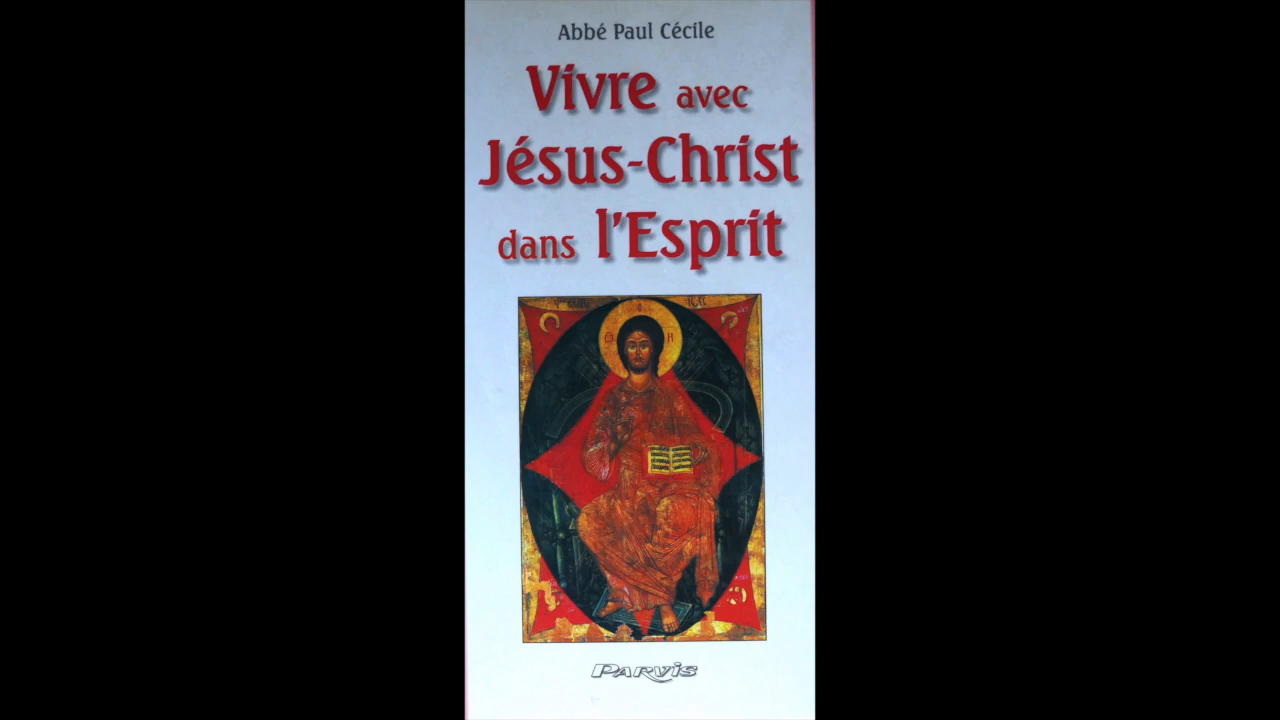 Abbé Paul Cécile
Vivre avec
Jésus-Christ
dans l'Esprit
PARVIS